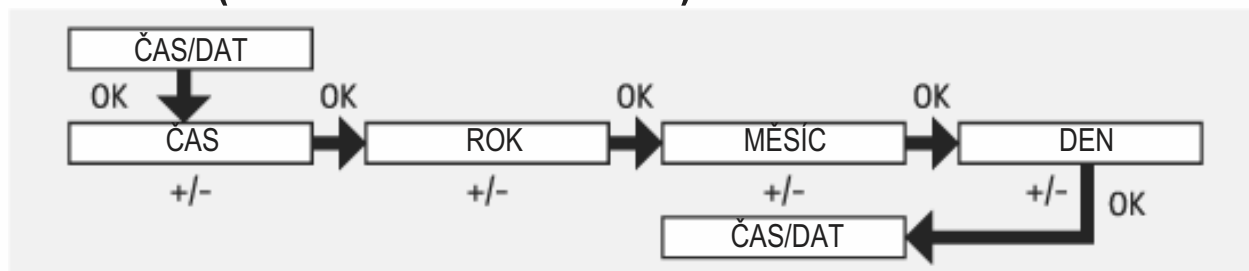 ČAS/DAT
OK OK OK OK
ČAS ROK MĚSÍC DEN
+/- +/- +/- +/- OK
ČAS/DAT